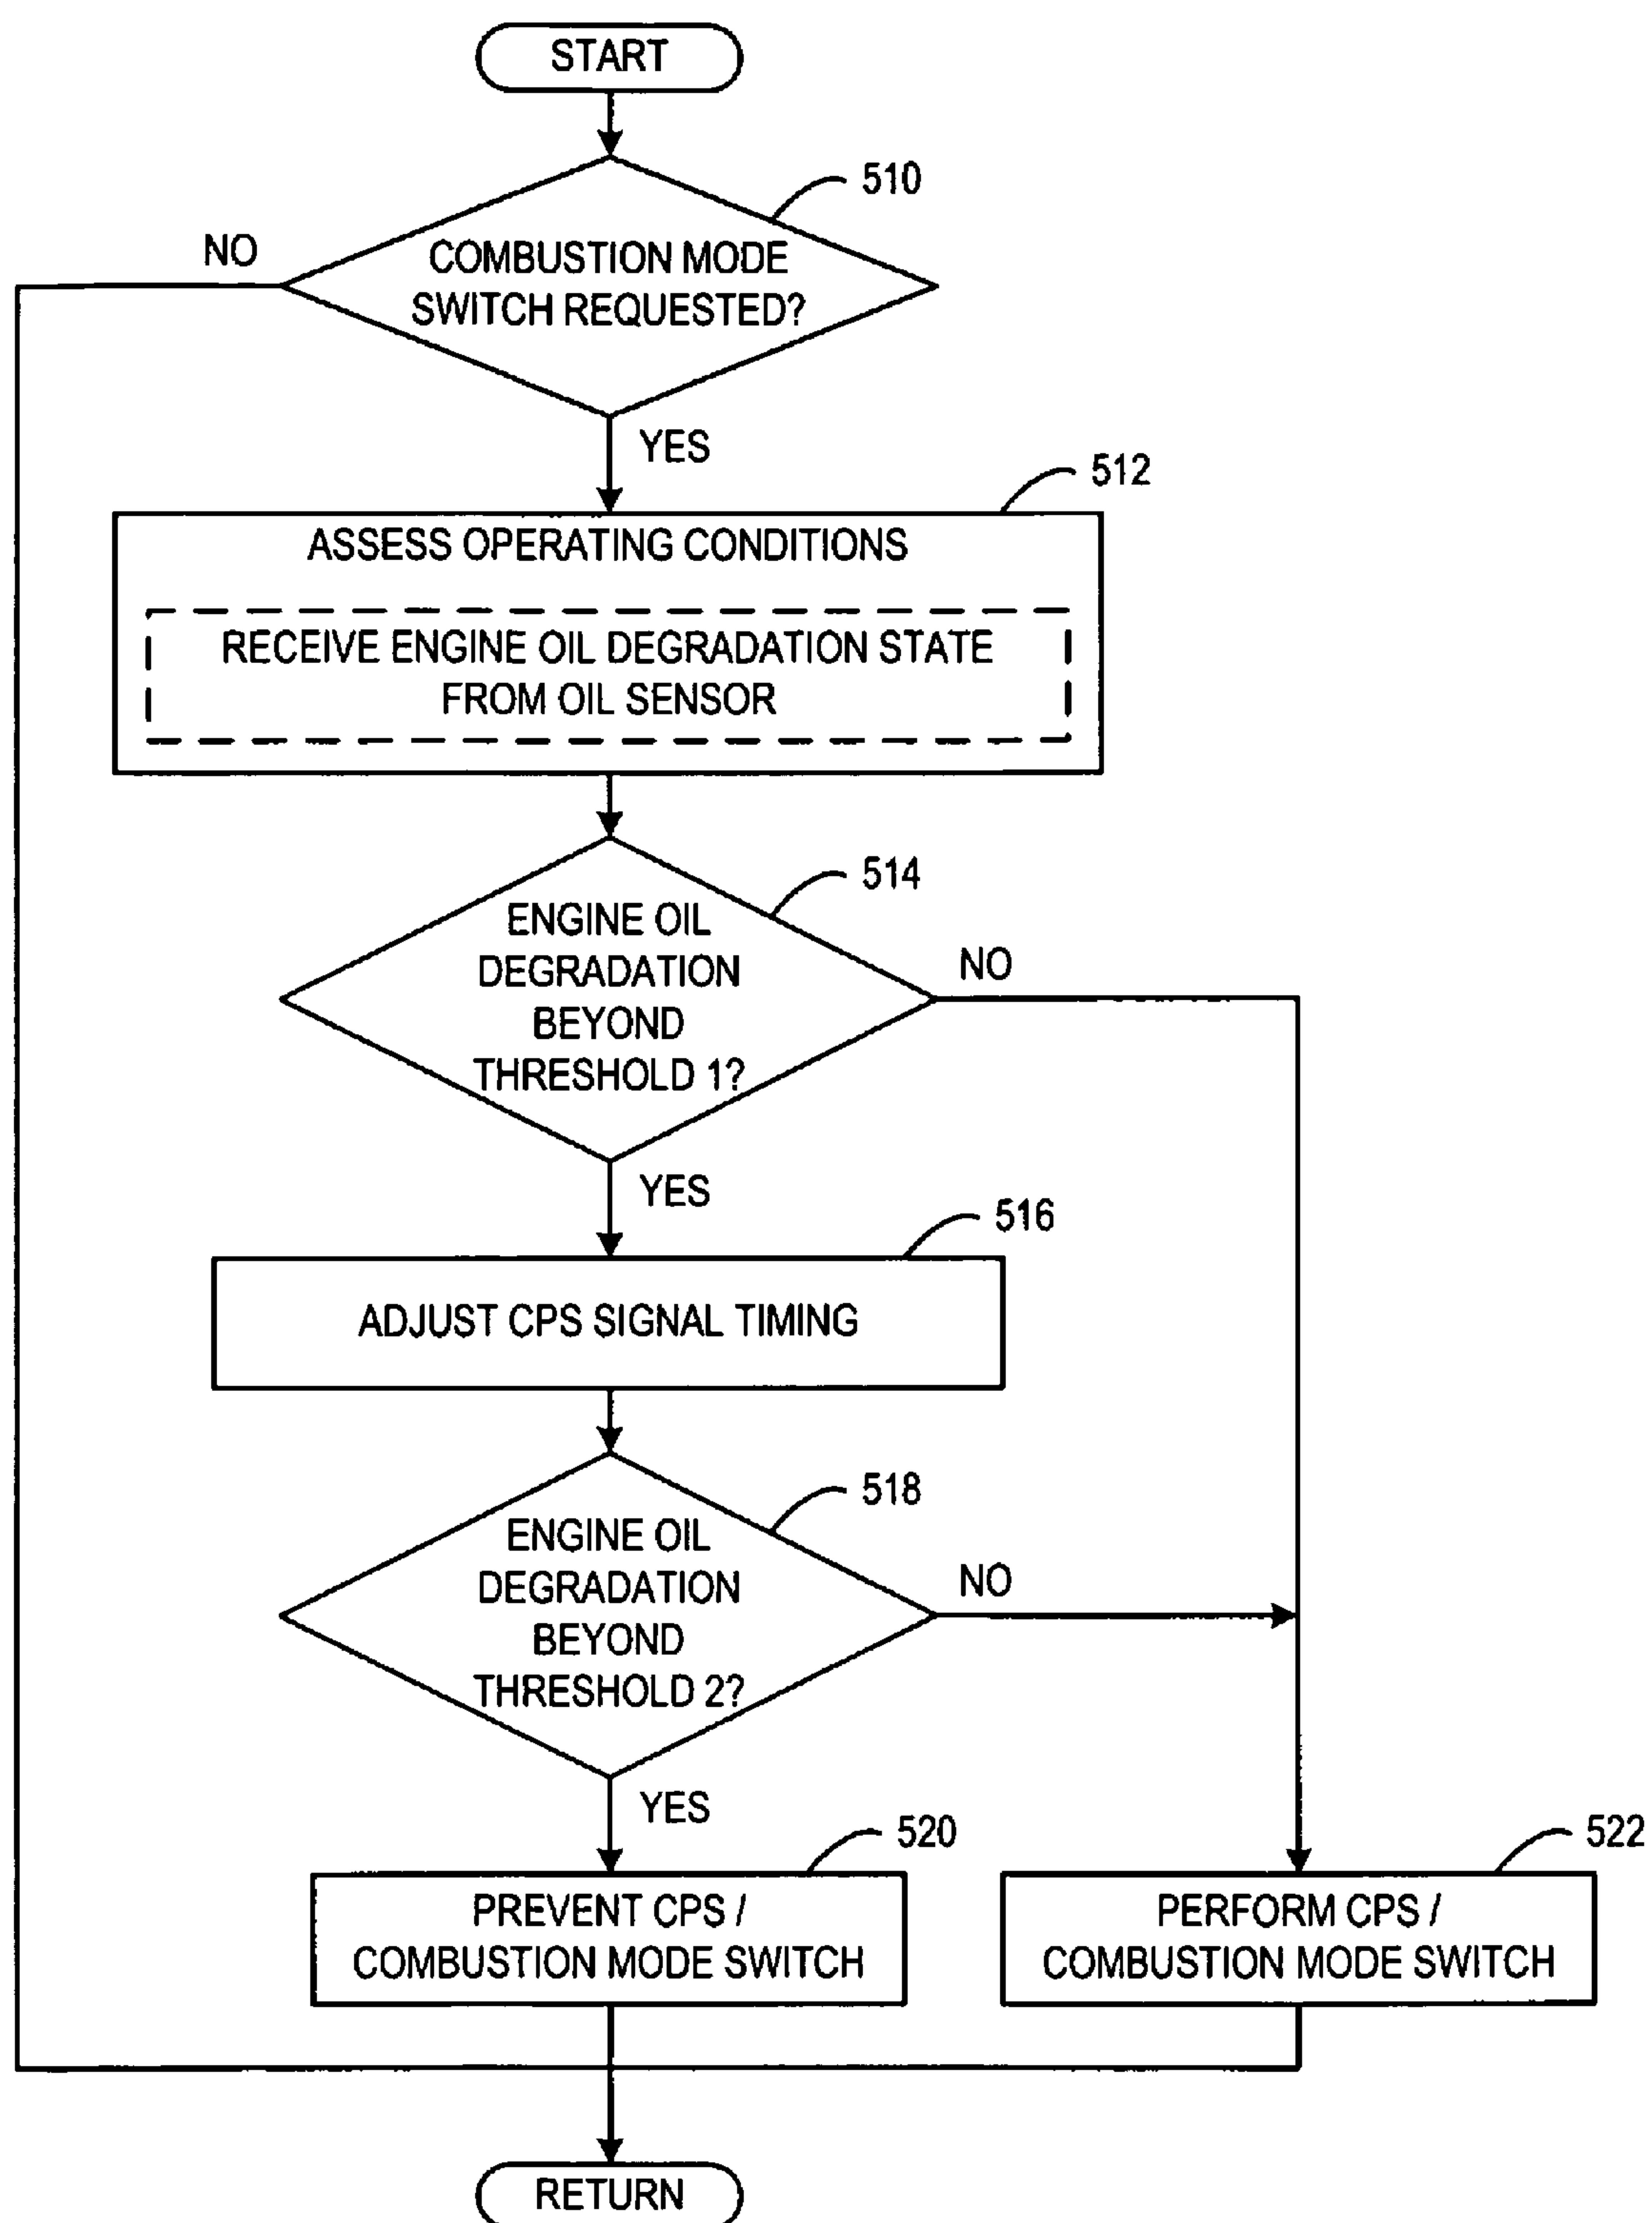 START
510
NO
COMBUSTION MODE
SWITCH REQUESTED?
YES
512
ASSESS OPERATING CONDITIONS
RECEIVE ENGINE OIL DEGRADATION STATE
FROM OIL SENSOR
514
ENGINE OIL
DEGRADATION
BEYOND
THRESHOLD 1?
NO
YES
516
ADJUST CPS SIGNAL TIMING
518
ENGINE OIL
DEGRADATION
BEYOND
THRESHOLD 2?
NO
YES
520
PREVENT CPS /
COMBUSTION MODE SWITCH
522
PERFORM CPS /
COMBUSTION MODE SWITCH
RETURN